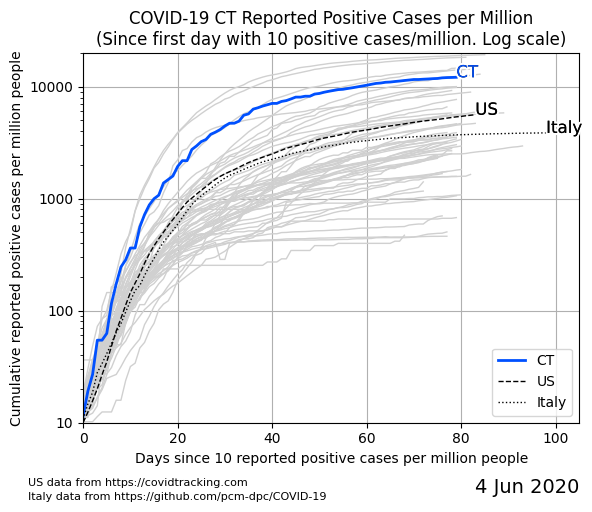 COVID-19 CT Reported Positive Cases per Million
(Since first day with 10 positive cases/million. Log scale)
Cumulative reported positive cases per million people
10000
1000
100
10
CT
US
Italy
CT
US
Italy
0
20
40
60
80
100
Days since 10 reported positive cases per million people
US data from https://covidtracking.com
Italy data from https://github.com/pcm-dpc/COVID-19
4 Jun 2020